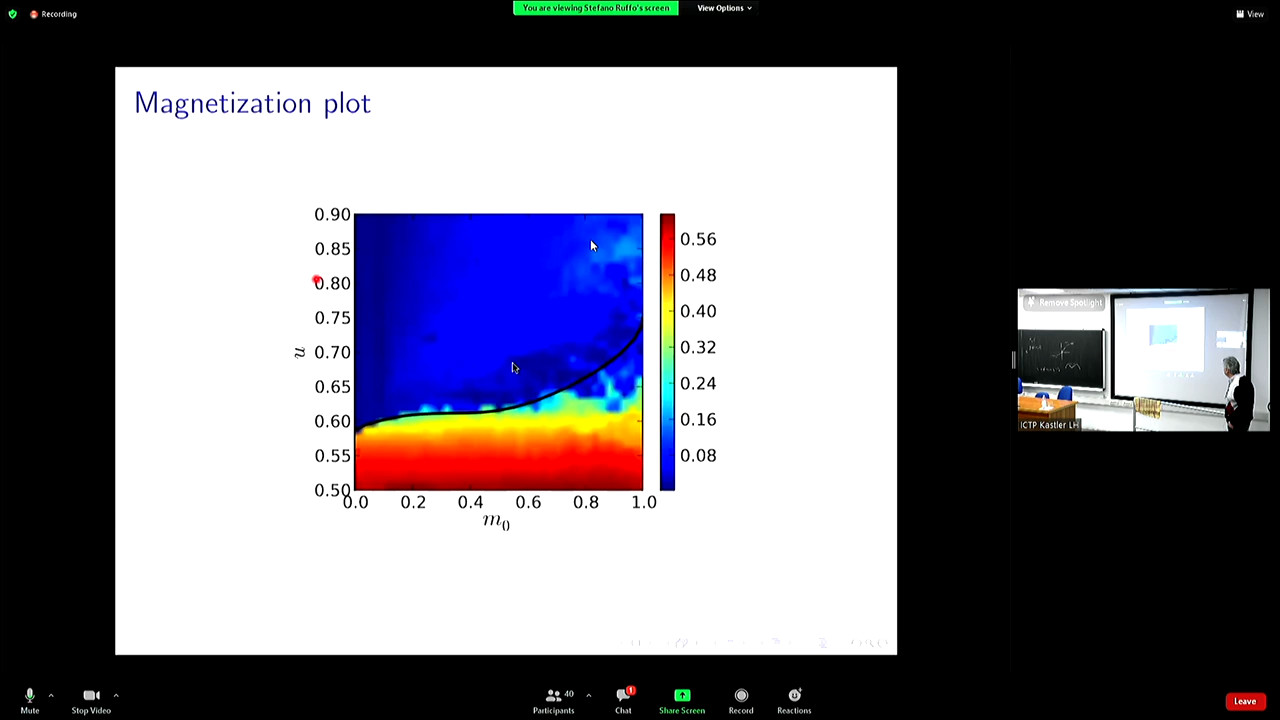 Recording
You are viewing Stefano Ruffo's screen
View Options
View
Magnetization plot
0.90
0.85
0.80
0.75
0.70
0.65
0.60
0.55
0.50
u
0.0 0.2 0.4 0.6 0.8 1.0
m0
0.56
0.48
0.40
0.32
0.24
0.16
0.08
Remove Spotlight
ICTP Kastler LH
Mute
Stop Video
Participants
40
Chat
1
Share Screen
Record
Reactions
Leave